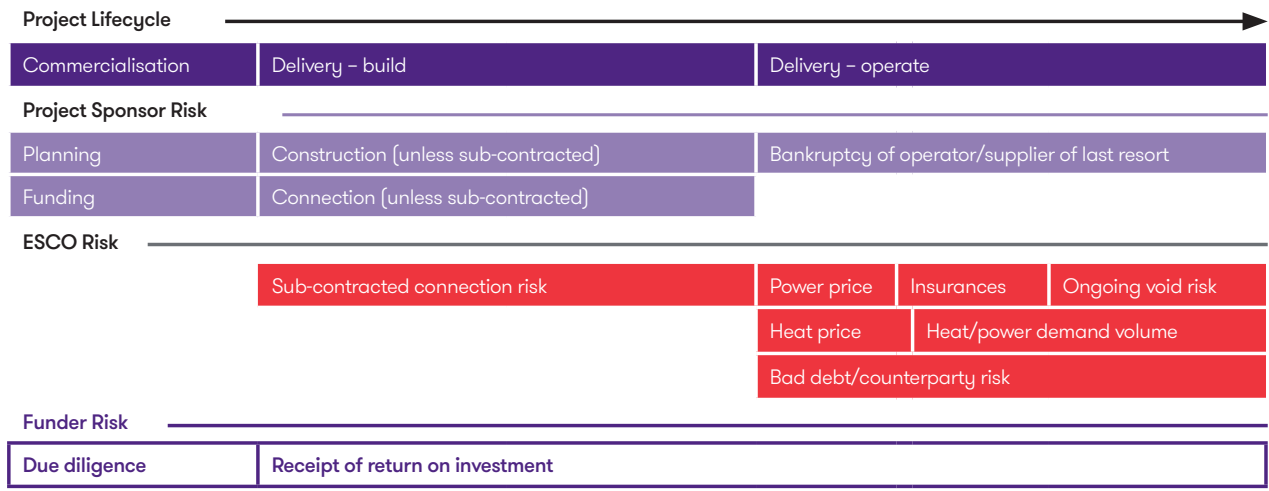 Project Lifecycle
Commercialisation Delivery – build Delivery – operate
Project Sponsor Risk
Planning Construction (unless sub-contracted) Bankruptcy of operator/supplier of last resort
Funding Connection (unless sub-contracted)
ESCO Risk
Sub-contracted connection risk Power price Insurances Ongoing void risk
Heat price Heat/power demand volume
Bad debt/counterparty risk
Funder Risk
Due diligence Receipt of return on investment